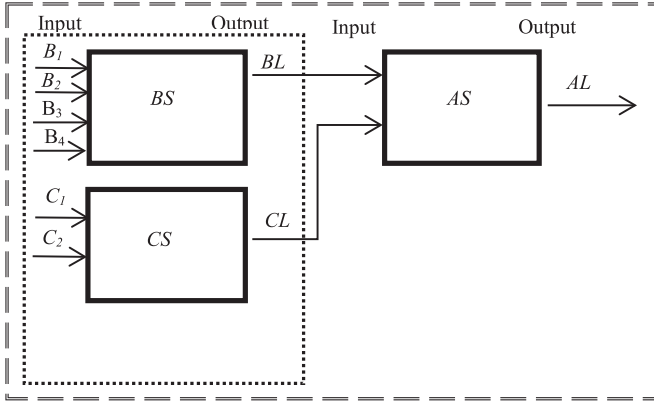 Input Output Input Output
B₁
B₂
B₃
B₄
BS
BL
AS
AL
C₁
C₂
CS
CL